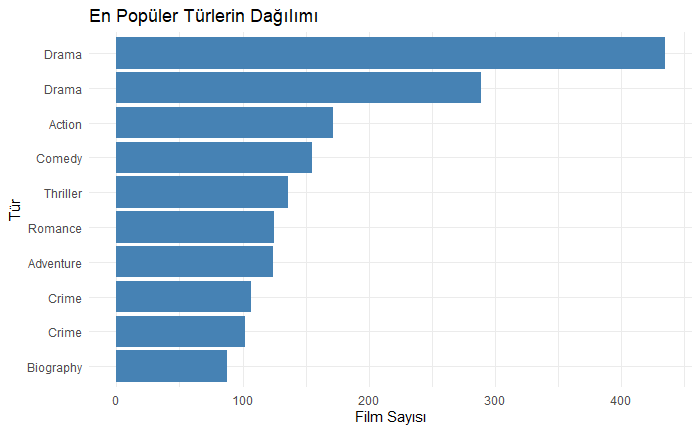 En Popüler Türlerin Dağılımı
Drama
Drama
Action
Comedy
Thriller
Romance
Adventure
Crime
Crime
Biography
Tür
0 100 200 300 400
Film Sayısı